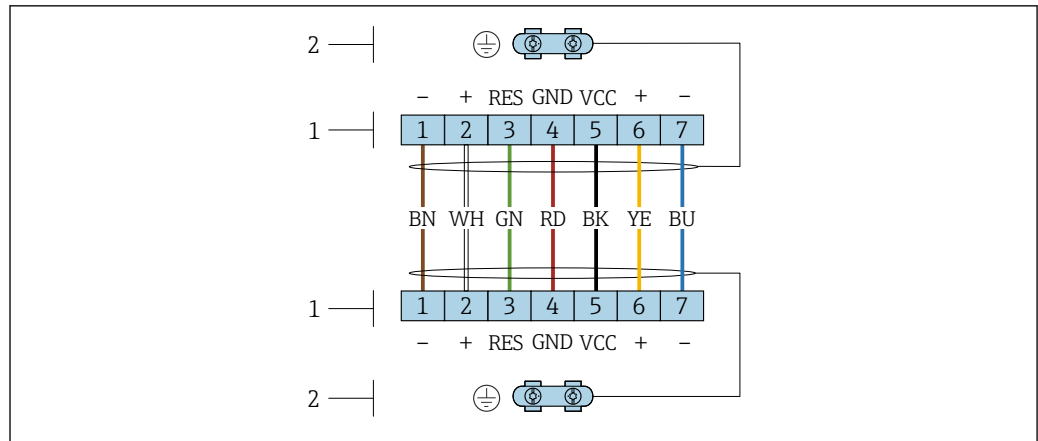 2
− + RES GND VCC + −
1 1 2 3 4 5 6 7
BN WH GN RD BK YE BU
1 1 2 3 4 5 6 7
− + RES GND VCC + −
2